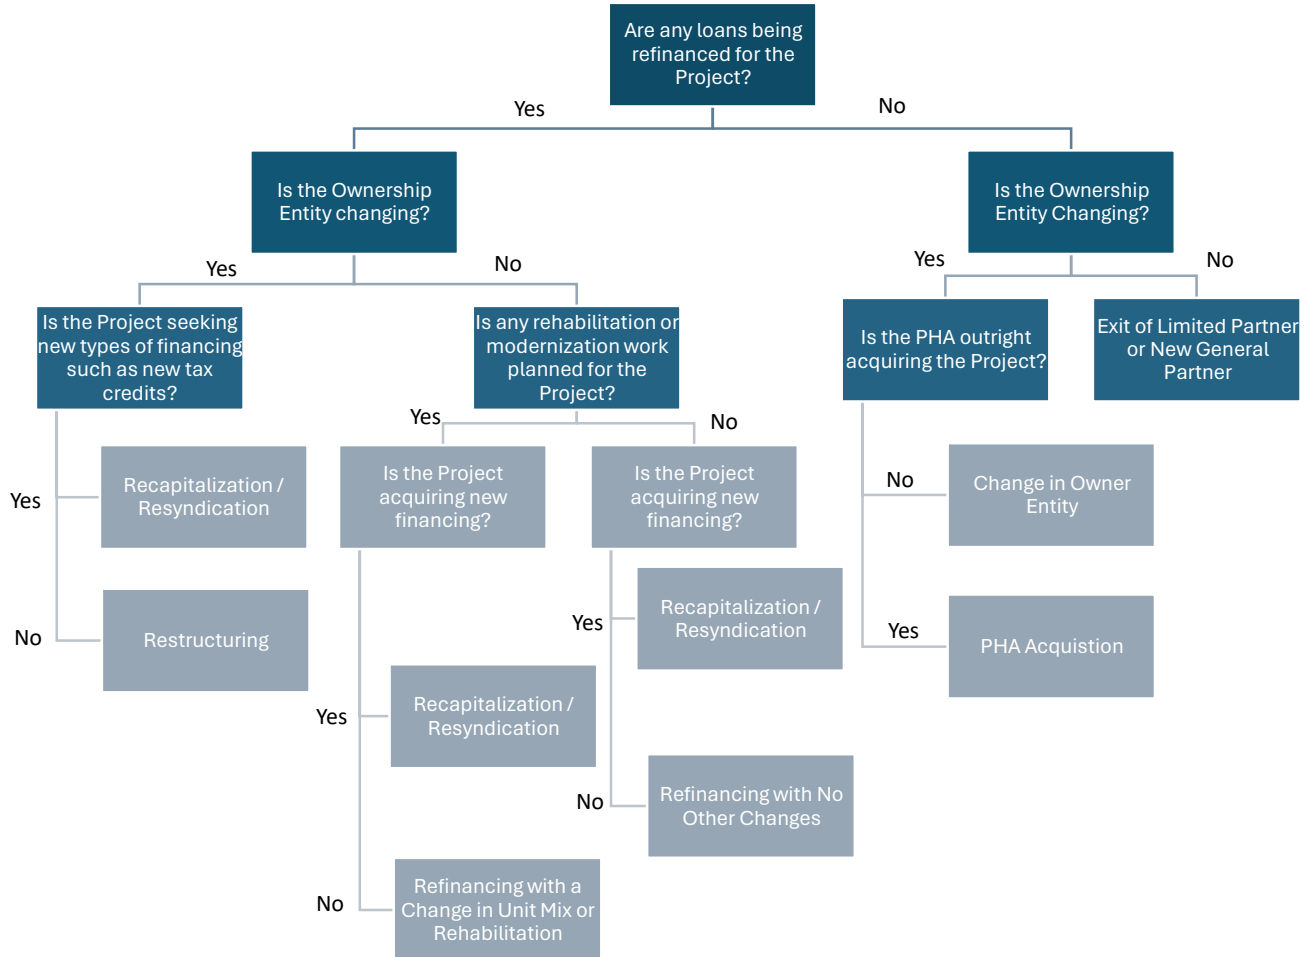 Are any loans being
refinanced for the
Project?
Yes
No
Is the Ownership
Entity changing?
Is the Ownership
Entity Changing?
Yes
No
Yes
No
Is the Project seeking
new types of financing
such as new tax
credits?
Is any rehabilitation or
modernization work
planned for the
Project?
Is the PHA outright
acquiring the Project?
Exit of Limited Partner
or New General
Partner
Yes
No
Yes
Recapitalization /
Resyndication
Is the Project
acquiring new
financing?
Is the Project
acquiring new
financing?
No
Change in Owner
Entity
No
Restructuring
Yes
Recapitalization /
Resyndication
Yes
PHA Acquistion
Yes
Recapitalization /
Resyndication
No
Refinancing with No
Other Changes
No
Refinancing with a
Change in Unit Mix or
Rehabilitation